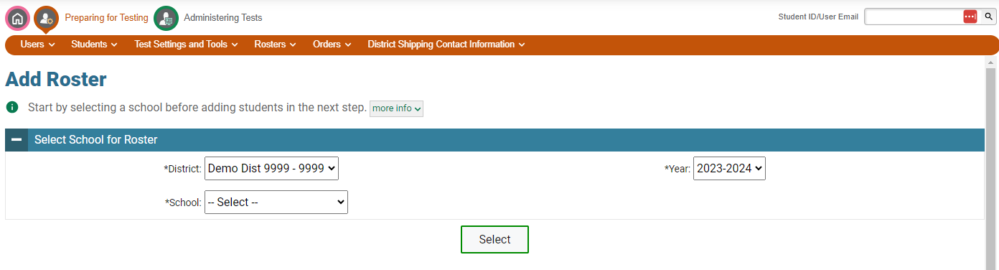 Preparing for Testing
Administering Tests
Student ID/User Email
Users
Students
Test Settings and Tools
Rosters
Orders
District Shipping Contact Information
Add Roster
Start by selecting a school before adding students in the next step. more info
Select School for Roster
*District: Demo Dist 9999 - 9999
*Year: 2023-2024
*School: -- Select --
Select